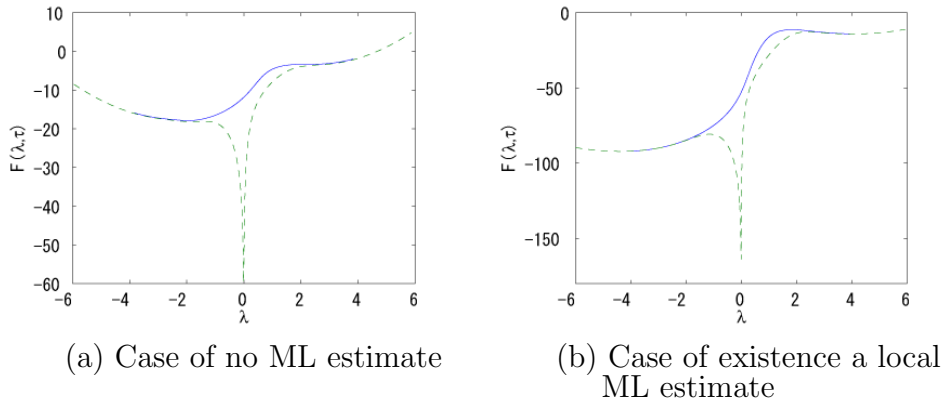 10
0
-10
-20
-30
-40
-50
-60
F(λ,τ)
-6 -4 -2 0 2 4 6
λ
(a) Case of no ML estimate
0
-50
-100
-150
F(λ,τ)
-6 -4 -2 0 2 4 6
λ
(b) Case of existence a local
ML estimate